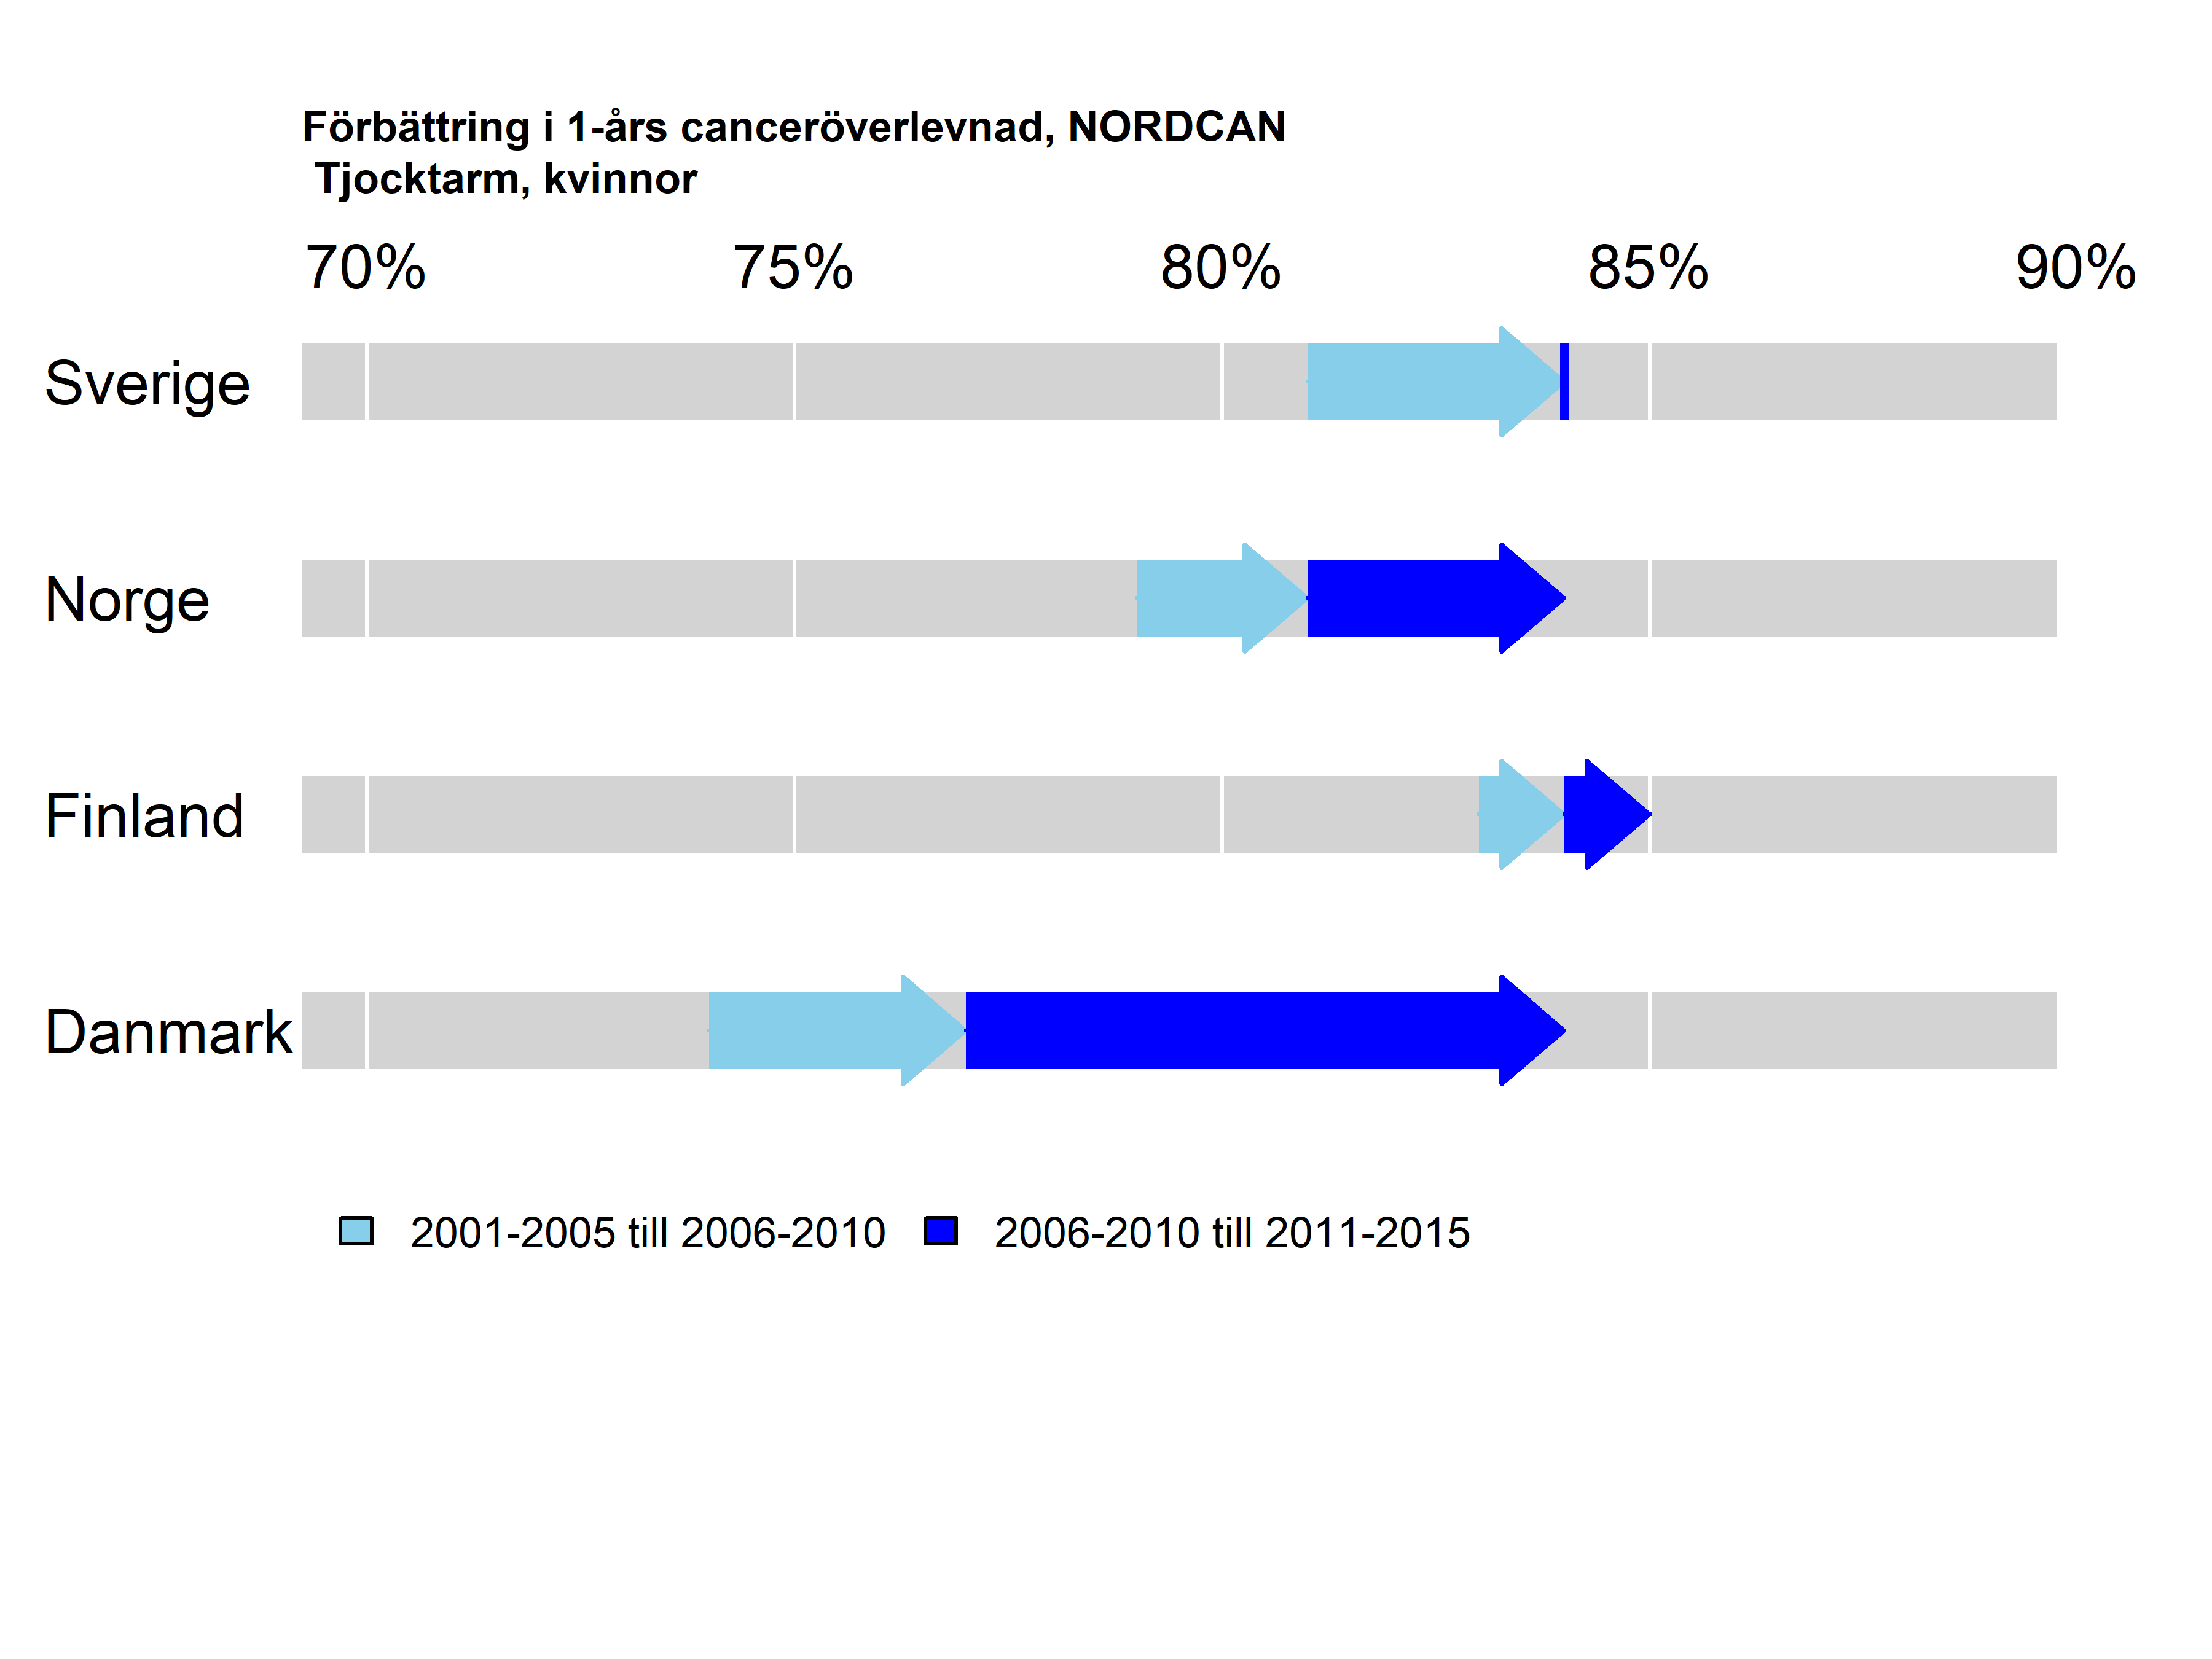 Förbättring i 1-års canceröverlevnad, NORDCAN
Tjocktarm, kvinnor
70% 75% 80% 85% 90%
Sverige
Norge
Finland
Danmark
2001-2005 till 2006-2010 2006-2010 till 2011-2015